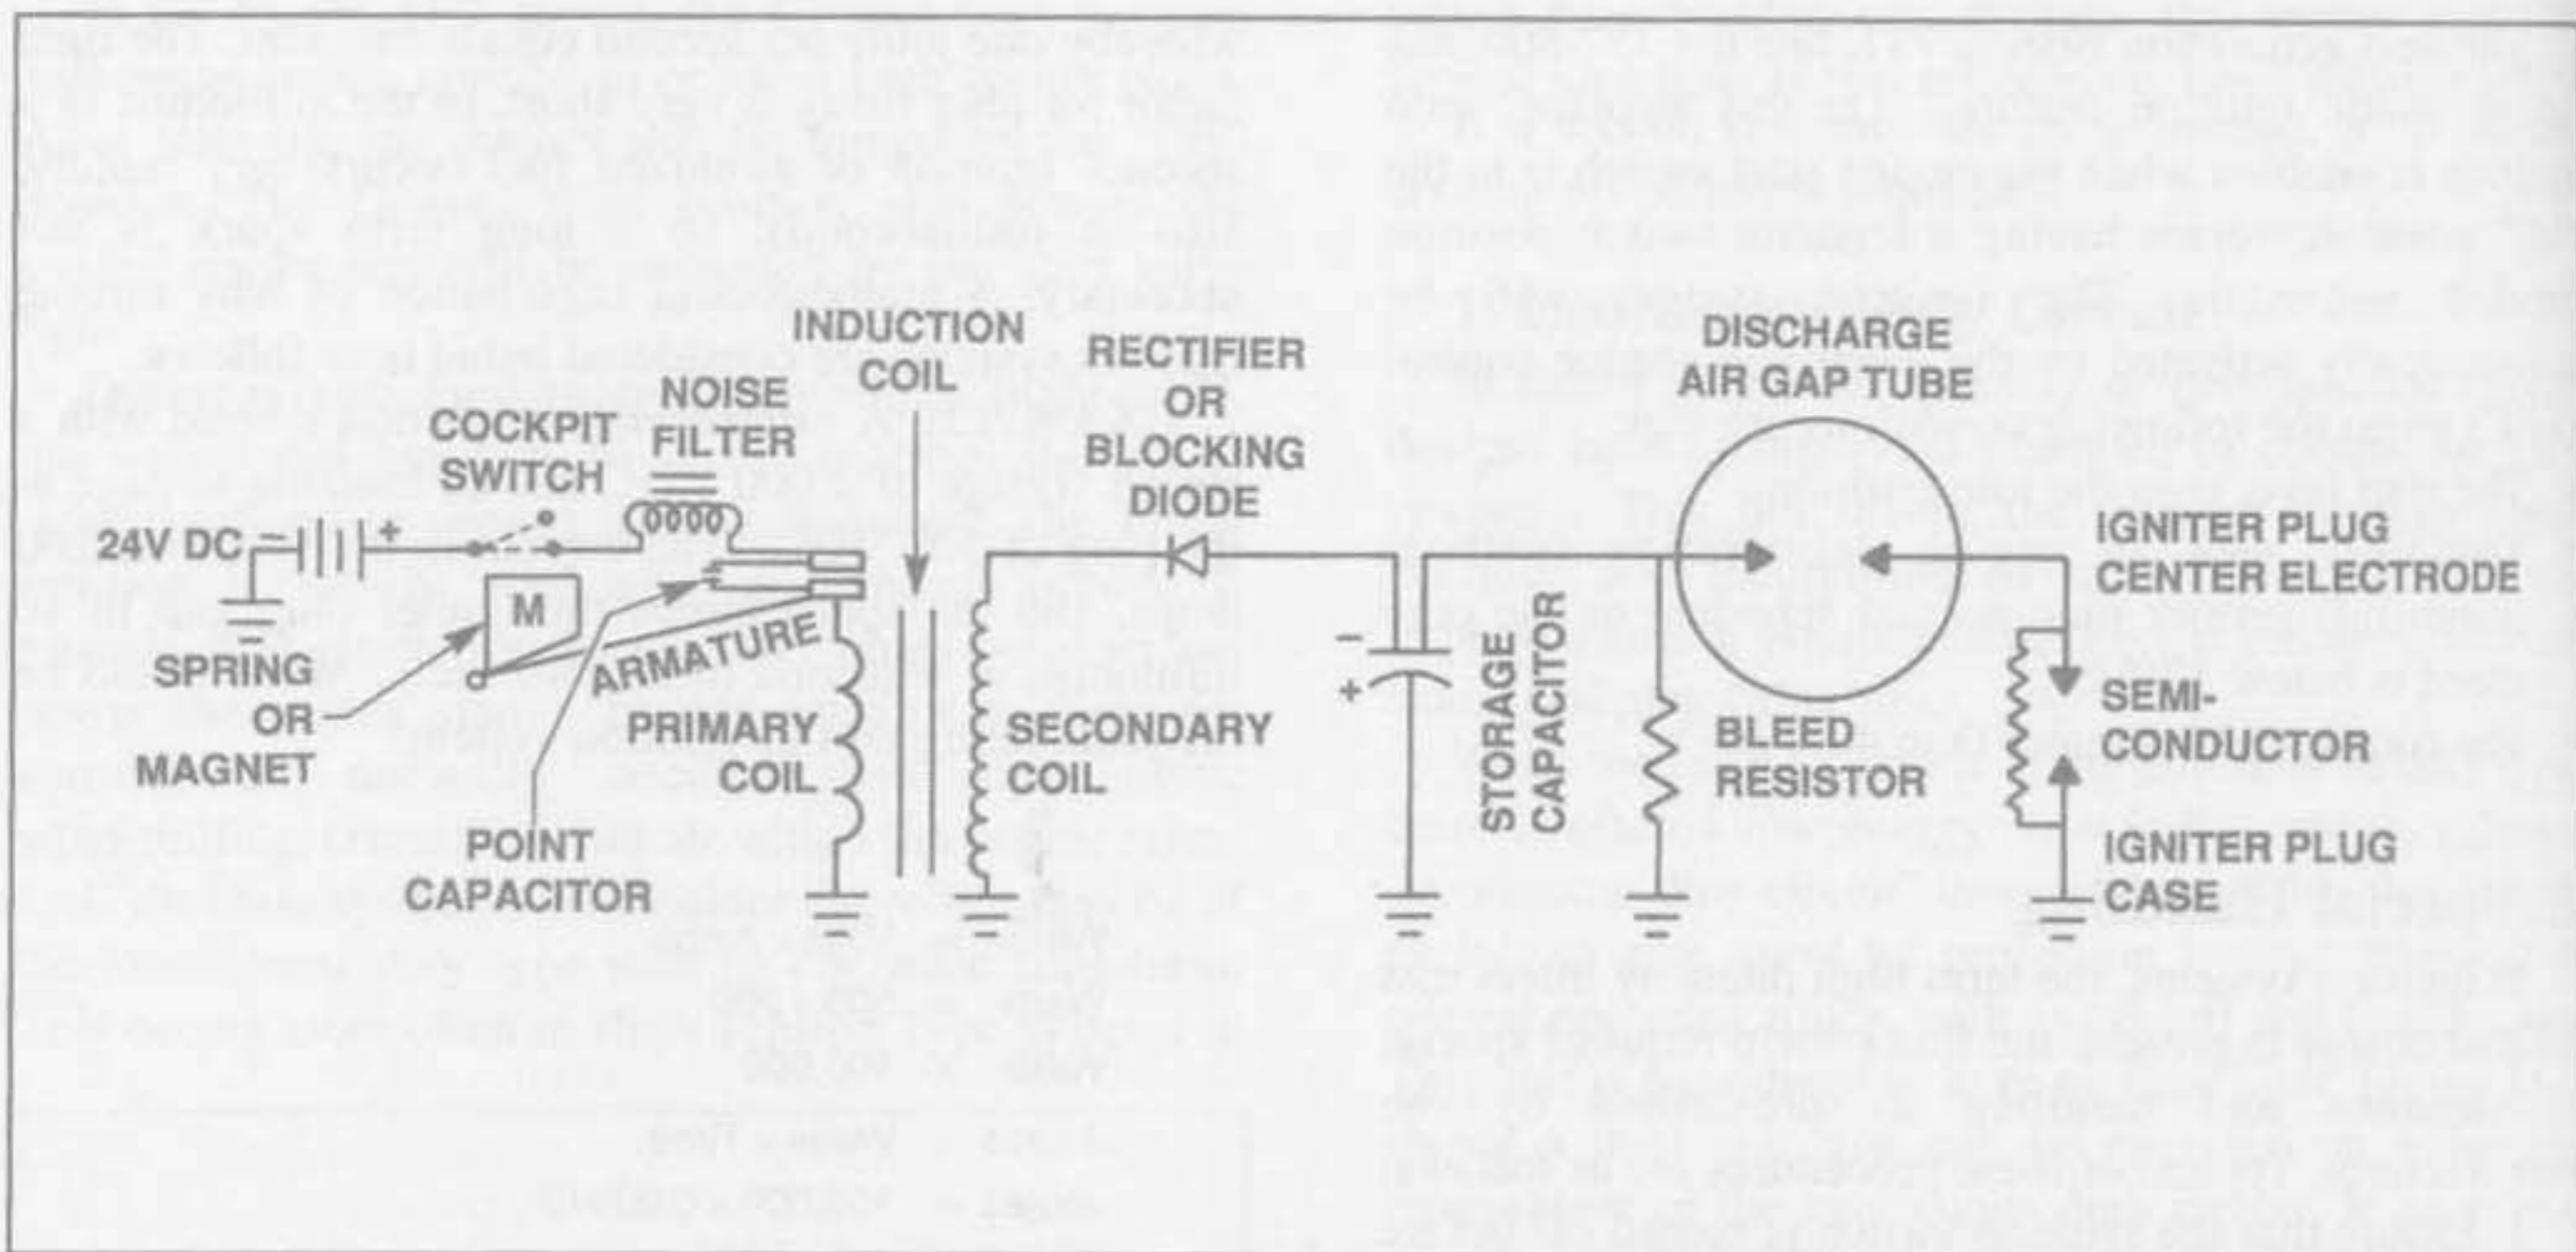 INDUCTION
COIL
RECTIFIER
OR
BLOCKING
DIODE
DISCHARGE
AIR GAP TUBE
NOISE
FILTER
COCKPIT
SWITCH
24V DC
−
+
M
SPRING
OR
MAGNET
ARMATURE
PRIMARY
COIL
SECONDARY
COIL
POINT
CAPACITOR
−
+
STORAGE
CAPACITOR
BLEED
RESISTOR
IGNITER PLUG
CENTER ELECTRODE
SEMI-
CONDUCTOR
IGNITER PLUG
CASE